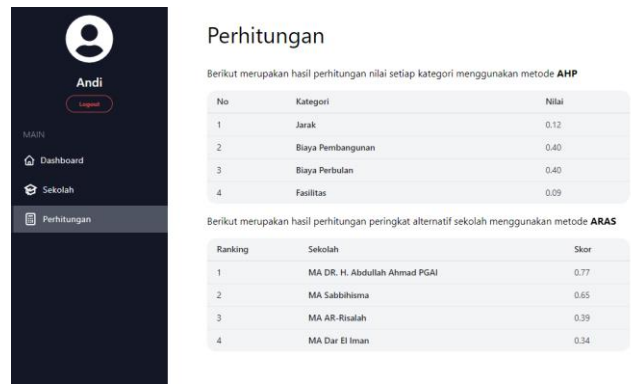 Andi
Logout
MAIN
Dashboard
Sekolah
Perhitungan
Perhitungan
Berikut merupakan hasil perhitungan nilai setiap kategori menggunakan metode AHP
No Kategori Nilai
1 Jarak 0.12
2 Biaya Pembangunan 0.40
3 Biaya Perbulan 0.40
4 Fasilitas 0.09
Berikut merupakan hasil perhitungan peringkat alternatif sekolah menggunakan metode ARAS
Ranking Sekolah Skor
1 MA DR. H. Abdullah Ahmad PGAI 0.77
2 MA Sabbihisma 0.65
3 MA AR-Risalah 0.39
4 MA Dar El Iman 0.34